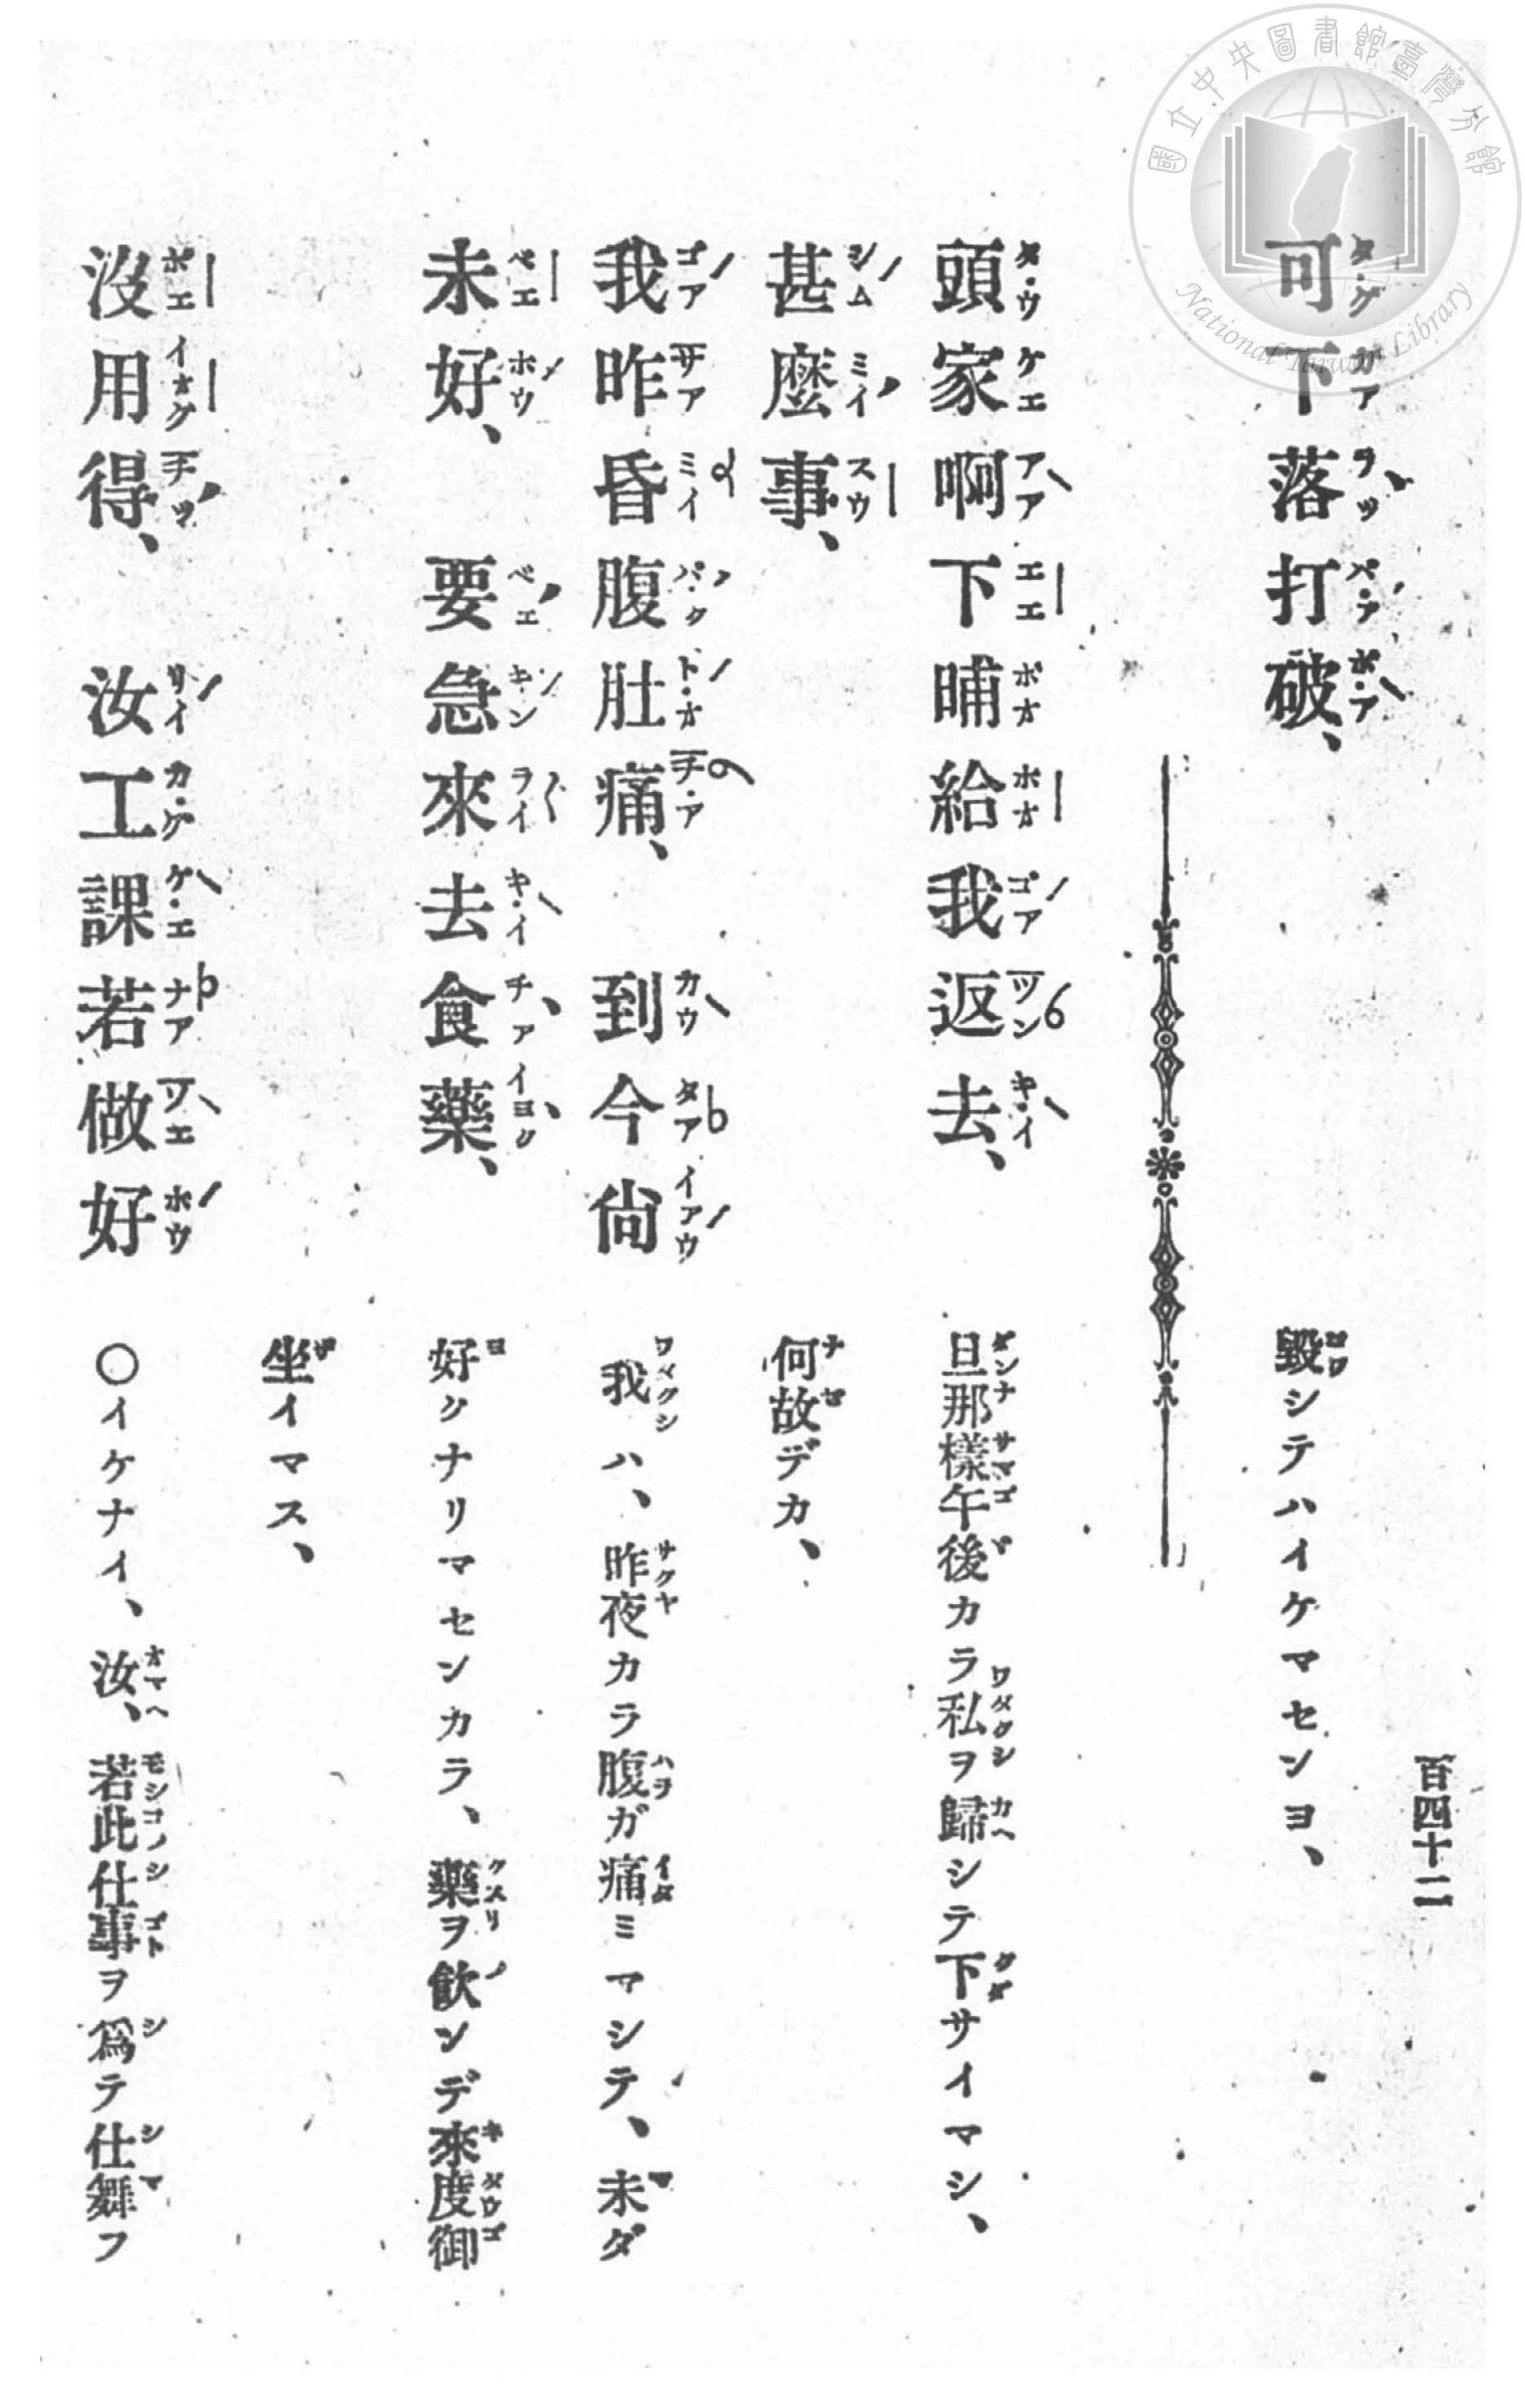 國立中央圖書館臺灣分館
National Taiwan Library
百四十二
可下落打破、
毀シテハイケマセンヨ、
頭家啊下晡給我返去、
旦那樣午後カラ私ヲ歸シテ下サイマシ、
甚麼事、
何故デカ、
我昨昏腹肚痛、 到今尙
我ハ、昨夜カラ腹ガ痛ミマシテ、未ダ
未好、 要急來去食藥、
好シナリマセンカラ、藥ヲ飮ンデ來度御
坐イマス、
沒用得、 汝工課若做好
〇イケナイ、汝、若此仕事ヲ爲テ仕舞フ